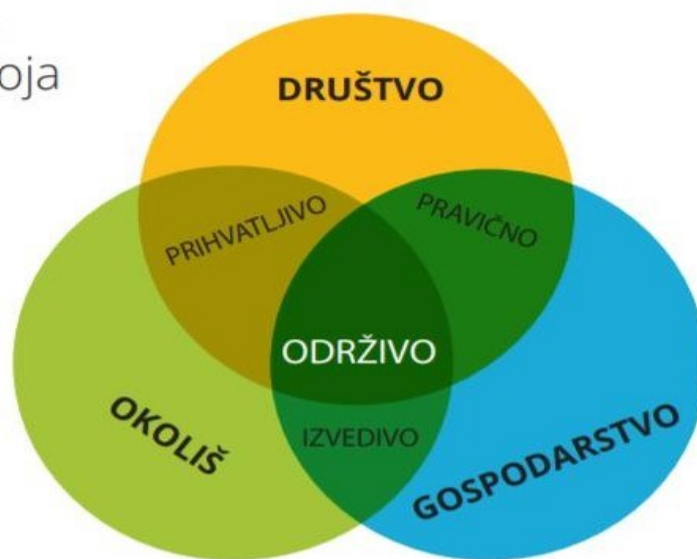 oja
DRUŠTVO
PRIHVATLJIVO
PRAVIČNO
ODRŽIVO
OKOLIŠ
IZVEDIVO
GOSPODARSTVO